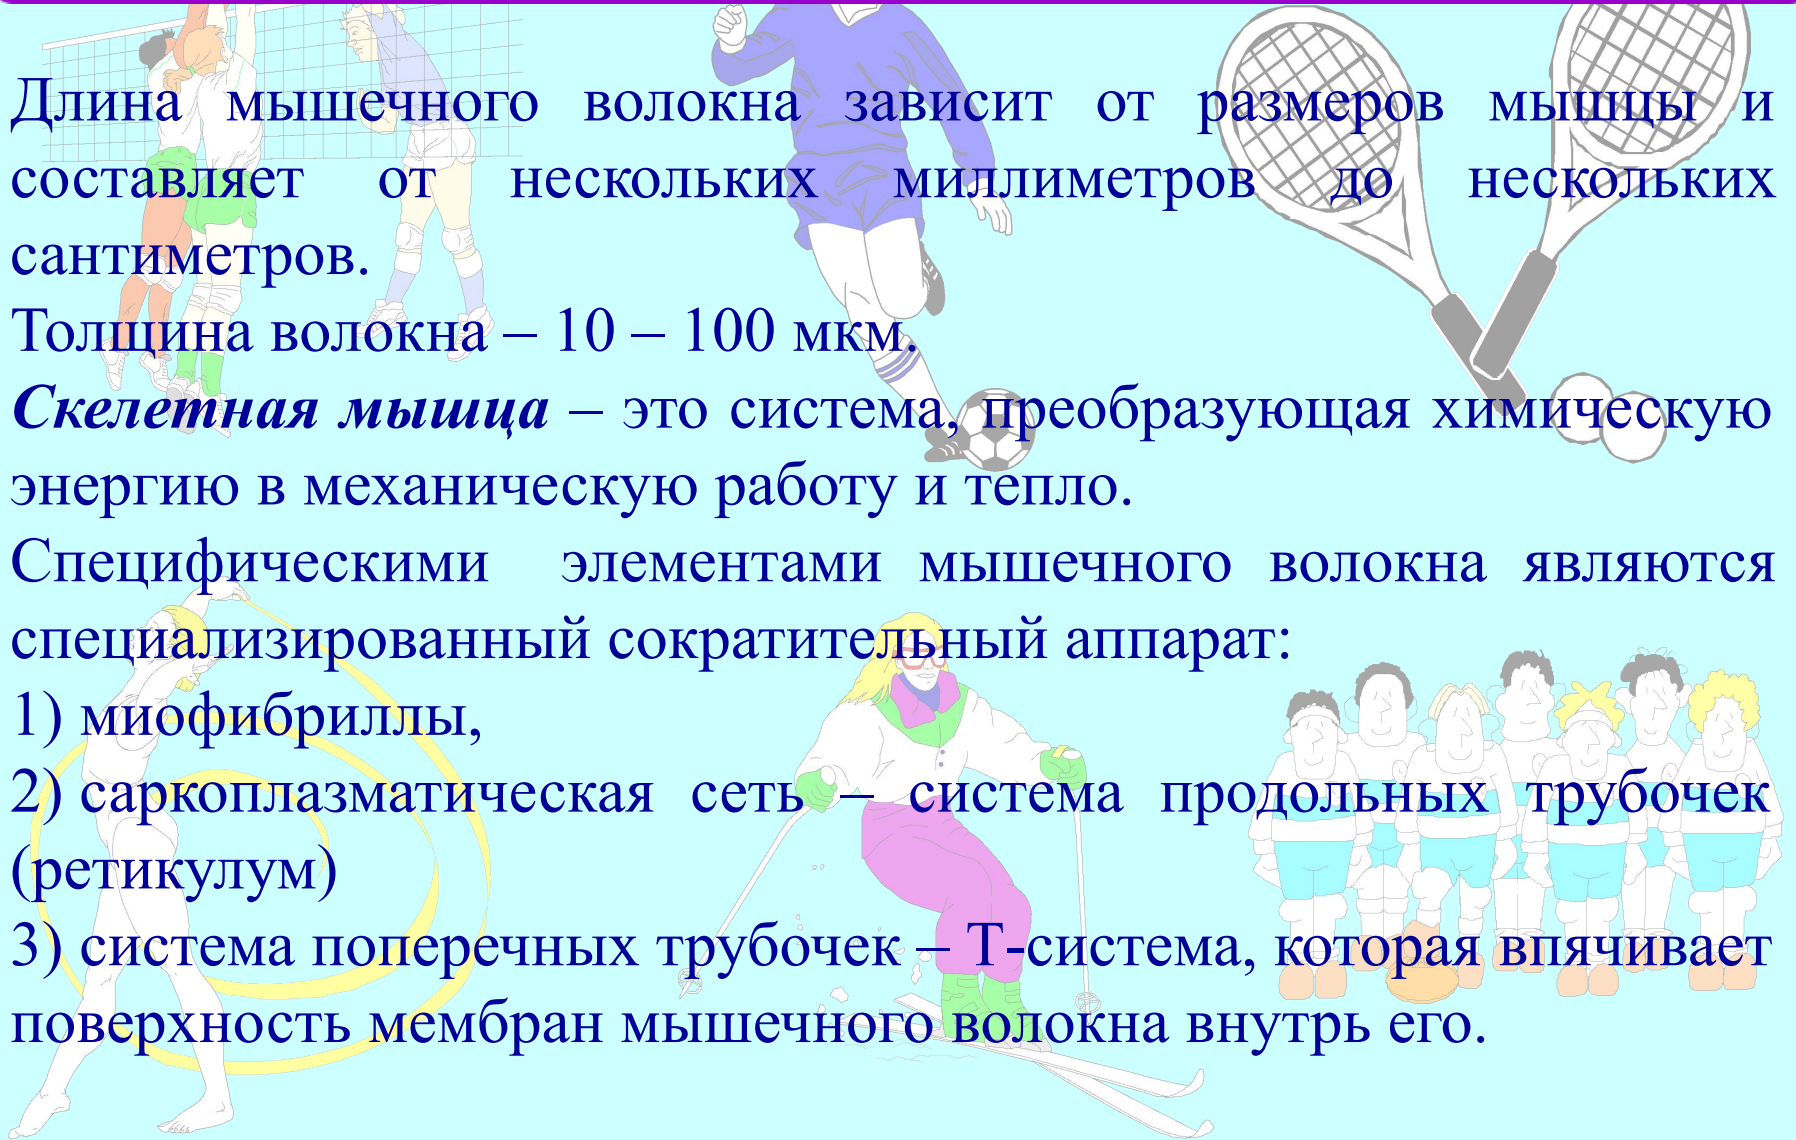 Длина мышечного волокна зависит от размеров мышцы и
составляет от нескольких миллиметров до нескольких
сантиметров.
Толщина волокна – 10 – 100 мкм.
Скелетная мышца – это система, преобразующая химическую
энергию в механическую работу и тепло.
Специфическими элементами мышечного волокна являются
специализированный сократительный аппарат:
1) миофибриллы,
2) саркоплазматическая сеть – система продольных трубочек
(ретикулум)
3) система поперечных трубочек – Т-система, которая впячивает
поверхность мембран мышечного волокна внутрь его.